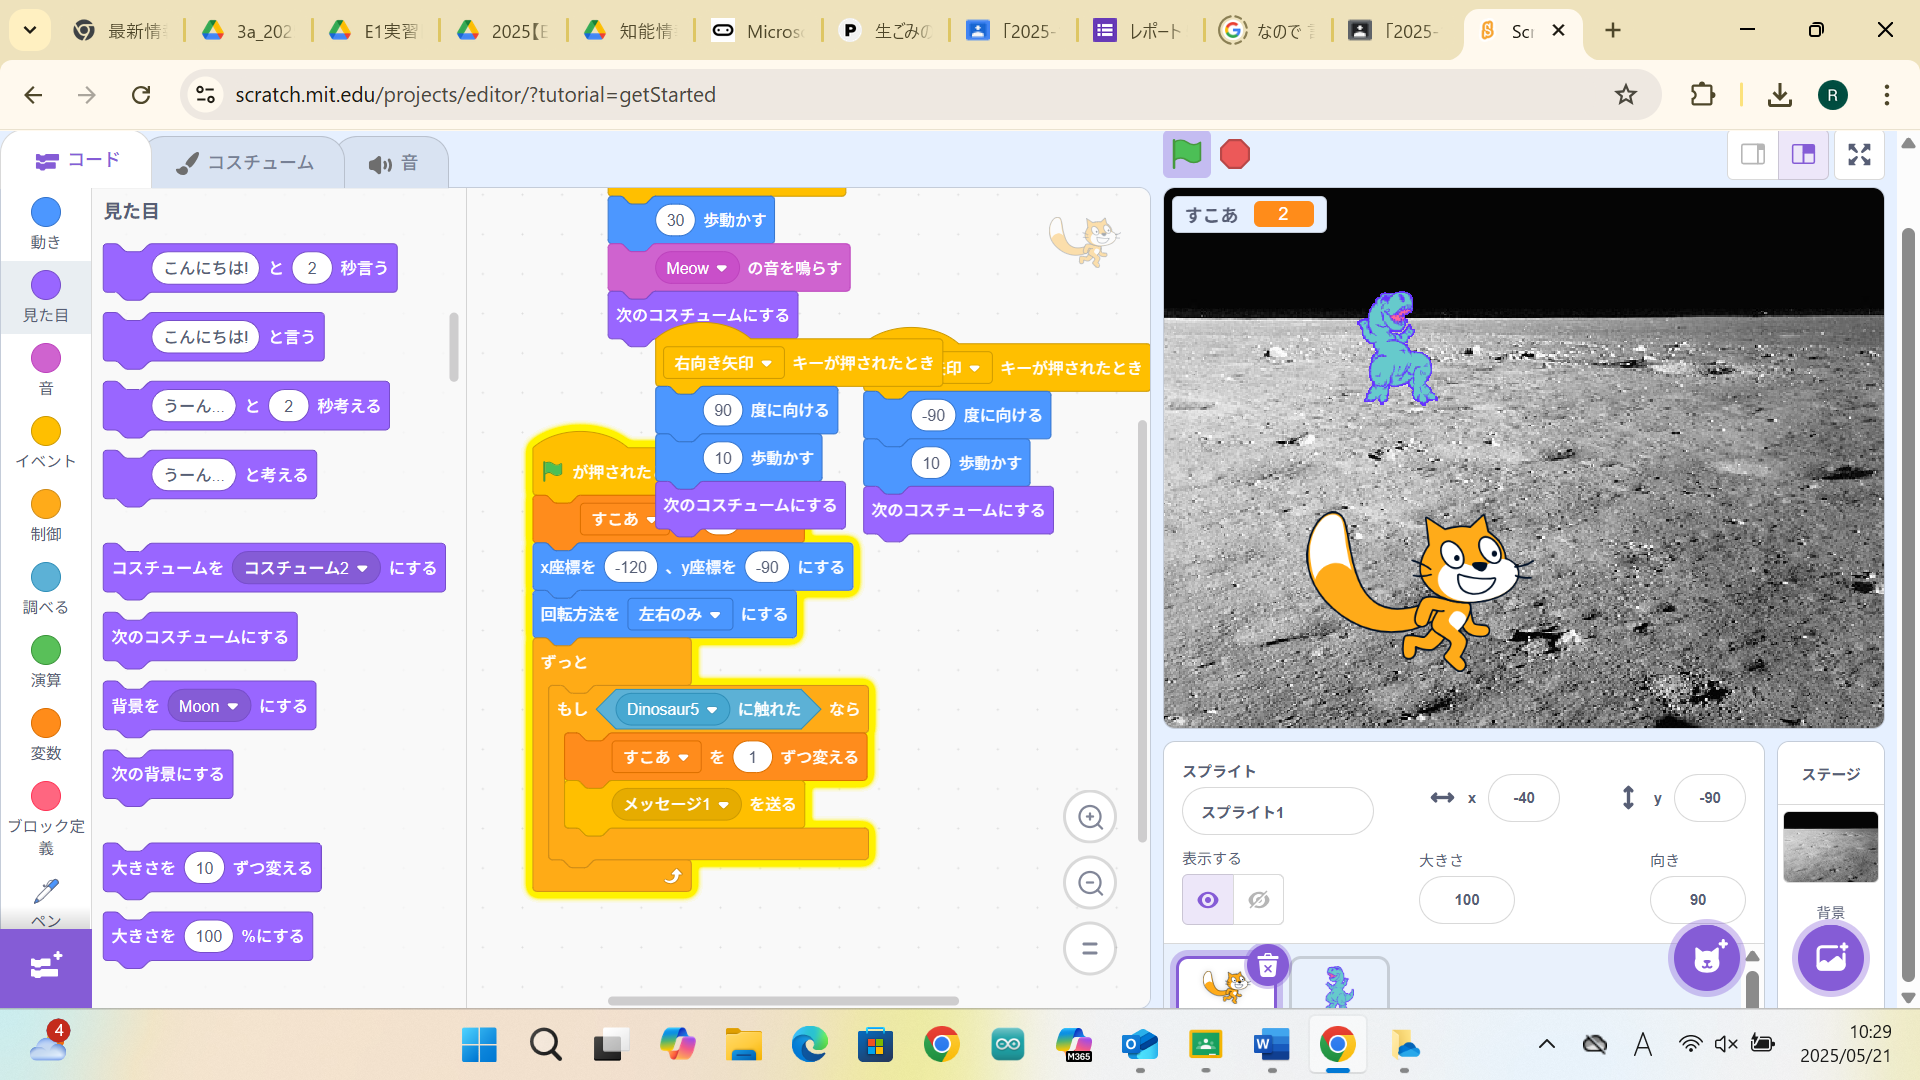 最新情
3a_202
E1実習
2025【E
知能情
Micros
生ごみの
「2025-
レポート
なので 言
「2025-
Scr
scratch.mit.edu/projects/editor/?tutorial=getStarted
R
コード
コスチューム
音
動き
見た目
音
イベント
制御
調べる
演算
変数
ブロック定義
ペン
見た目
こんにちは! と 2 秒言う
こんにちは! と言う
うーん... と 2 秒考える
うーん... と考える
コスチュームを コスチューム2 にする
次のコスチュームにする
背景を Moon にする
次の背景にする
大きさを 10 ずつ変える
大きさを 100 %にする
30 歩動かす
Meow の音を鳴らす
次のコスチュームにする
右向き矢印 キーが押されたとき
90 度に向ける
10 歩動かす
次のコスチュームにする
印 キーが押されたとき
-90 度に向ける
10 歩動かす
次のコスチュームにする
が押された
すこあ
x座標を -120 、y座標を -90 にする
回転方法を 左右のみ にする
ずっと
もし Dinosaur5 に触れた なら
すこあ を 1 ずつ変える
メッセージ1 を送る
すこあ 2
スプライト
スプライト1
x -40
y -90
表示する
大きさ
100
向き
90
ステージ
背景
4
M365
A
10:29
2025/05/21